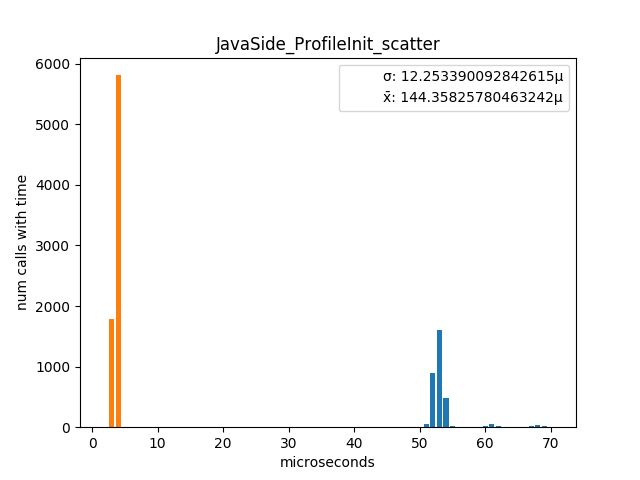 JavaSide_ProfileInit_scatter
σ: 12.253390092842615μ
x̄: 144.35825780463242μ
6000
5000
4000
3000
2000
1000
0
num calls with time
0 10 20 30 40 50 60 70
microseconds